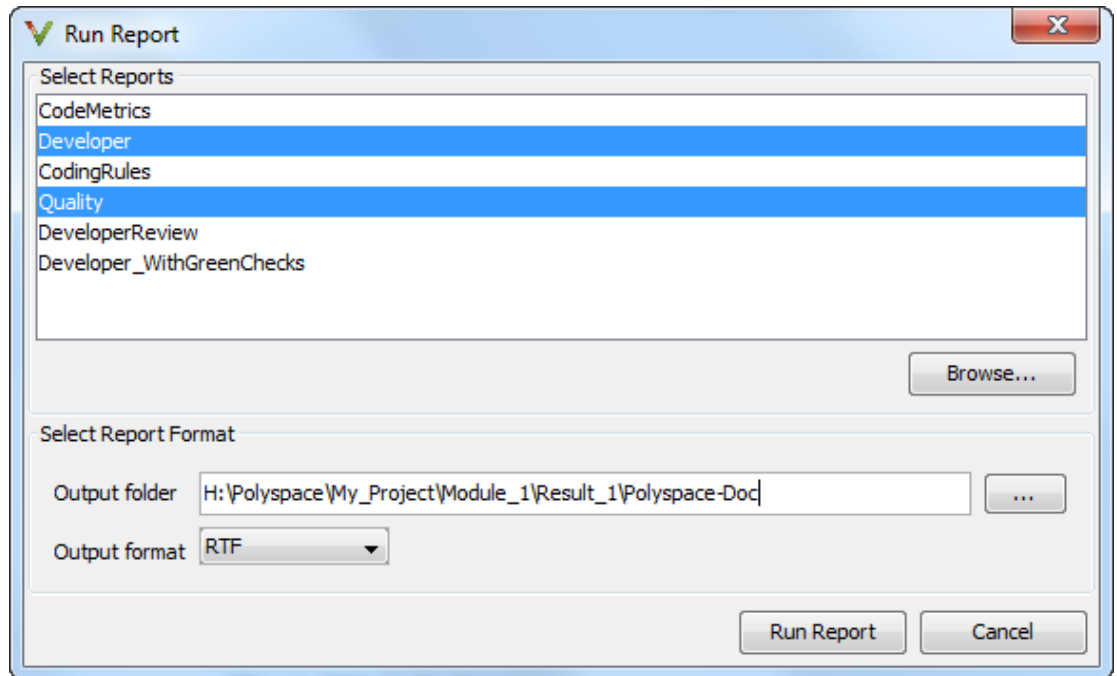 Run Report
Select Reports
CodeMetrics
Developer
CodingRules
Quality
DeveloperReview
Developer_WithGreenChecks
Browse...
Select Report Format
Output folder H:\Polyspace\My_Project\Module_1\Result_1\Polyspace-Doc ...
Output format RTF
Run Report Cancel